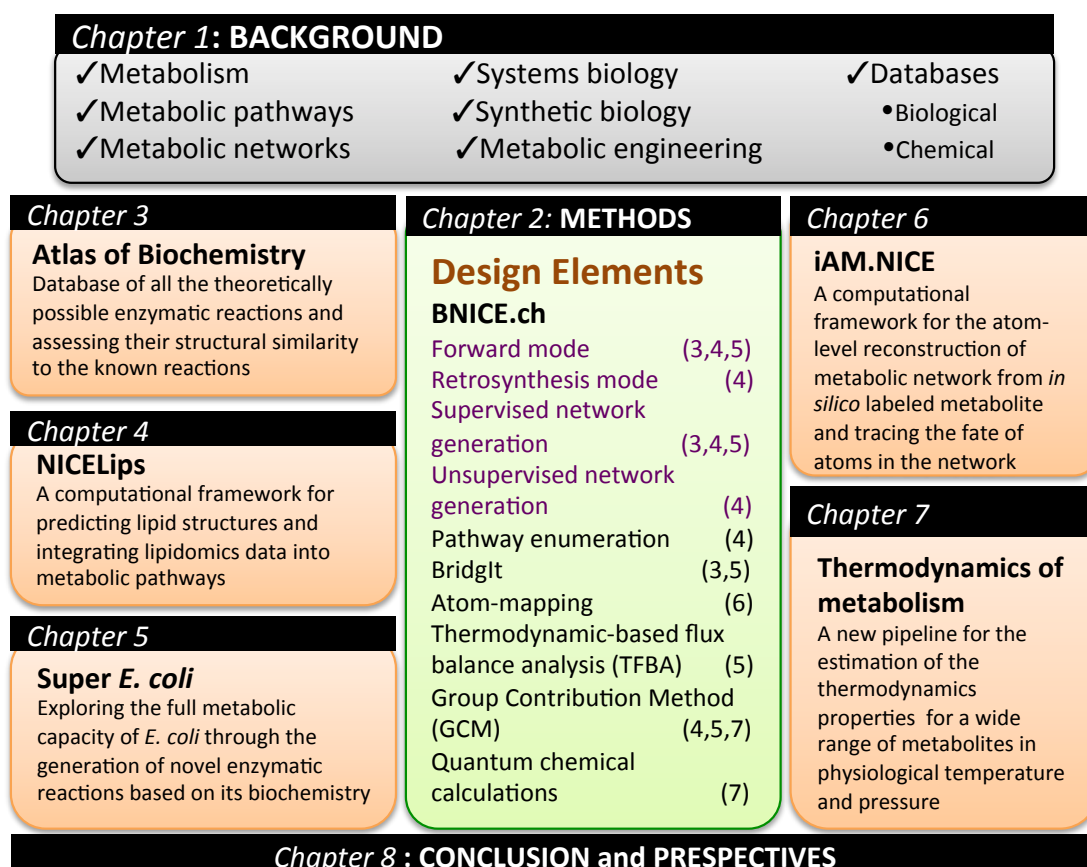 Chapter 1: BACKGROUND
✓Metabolism
✓Metabolic pathways
✓Metabolic networks
✓Systems biology
✓Synthetic biology
✓Metabolic engineering
✓Databases
•Biological
•Chemical
Chapter 3
Atlas of Biochemistry
Database of all the theoretically
possible enzymatic reactions and
assessing their structural similarity
to the known reactions
Chapter 4
NICELips
A computational framework for
predicting lipid structures and
integrating lipidomics data into
metabolic pathways
Chapter 5
Super E. coli
Exploring the full metabolic
capacity of E. coli through the
generation of novel enzymatic
reactions based on its biochemistry
Chapter 2: METHODS
Design Elements
BNICE.ch
Forward mode (3,4,5)
Retrosynthesis mode (4)
Supervised network
generation (3,4,5)
Unsupervised network
generation (4)
Pathway enumeration (4)
BridgIt (3,5)
Atom-mapping (6)
Thermodynamic-based flux
balance analysis (TFBA) (5)
Group Contribution Method
(GCM) (4,5,7)
Quantum chemical
calculations (7)
Chapter 6
iAM.NICE
A computational
framework for the atom-
level reconstruction of
metabolic network from in
silico labeled metabolite
and tracing the fate of
atoms in the network
Chapter 7
Thermodynamics of
metabolism
A new pipeline for the
estimation of the
thermodynamics
properties for a wide
range of metabolites in
physiological temperature
and pressure
Chapter 8 : CONCLUSION and PRESPECTIVES